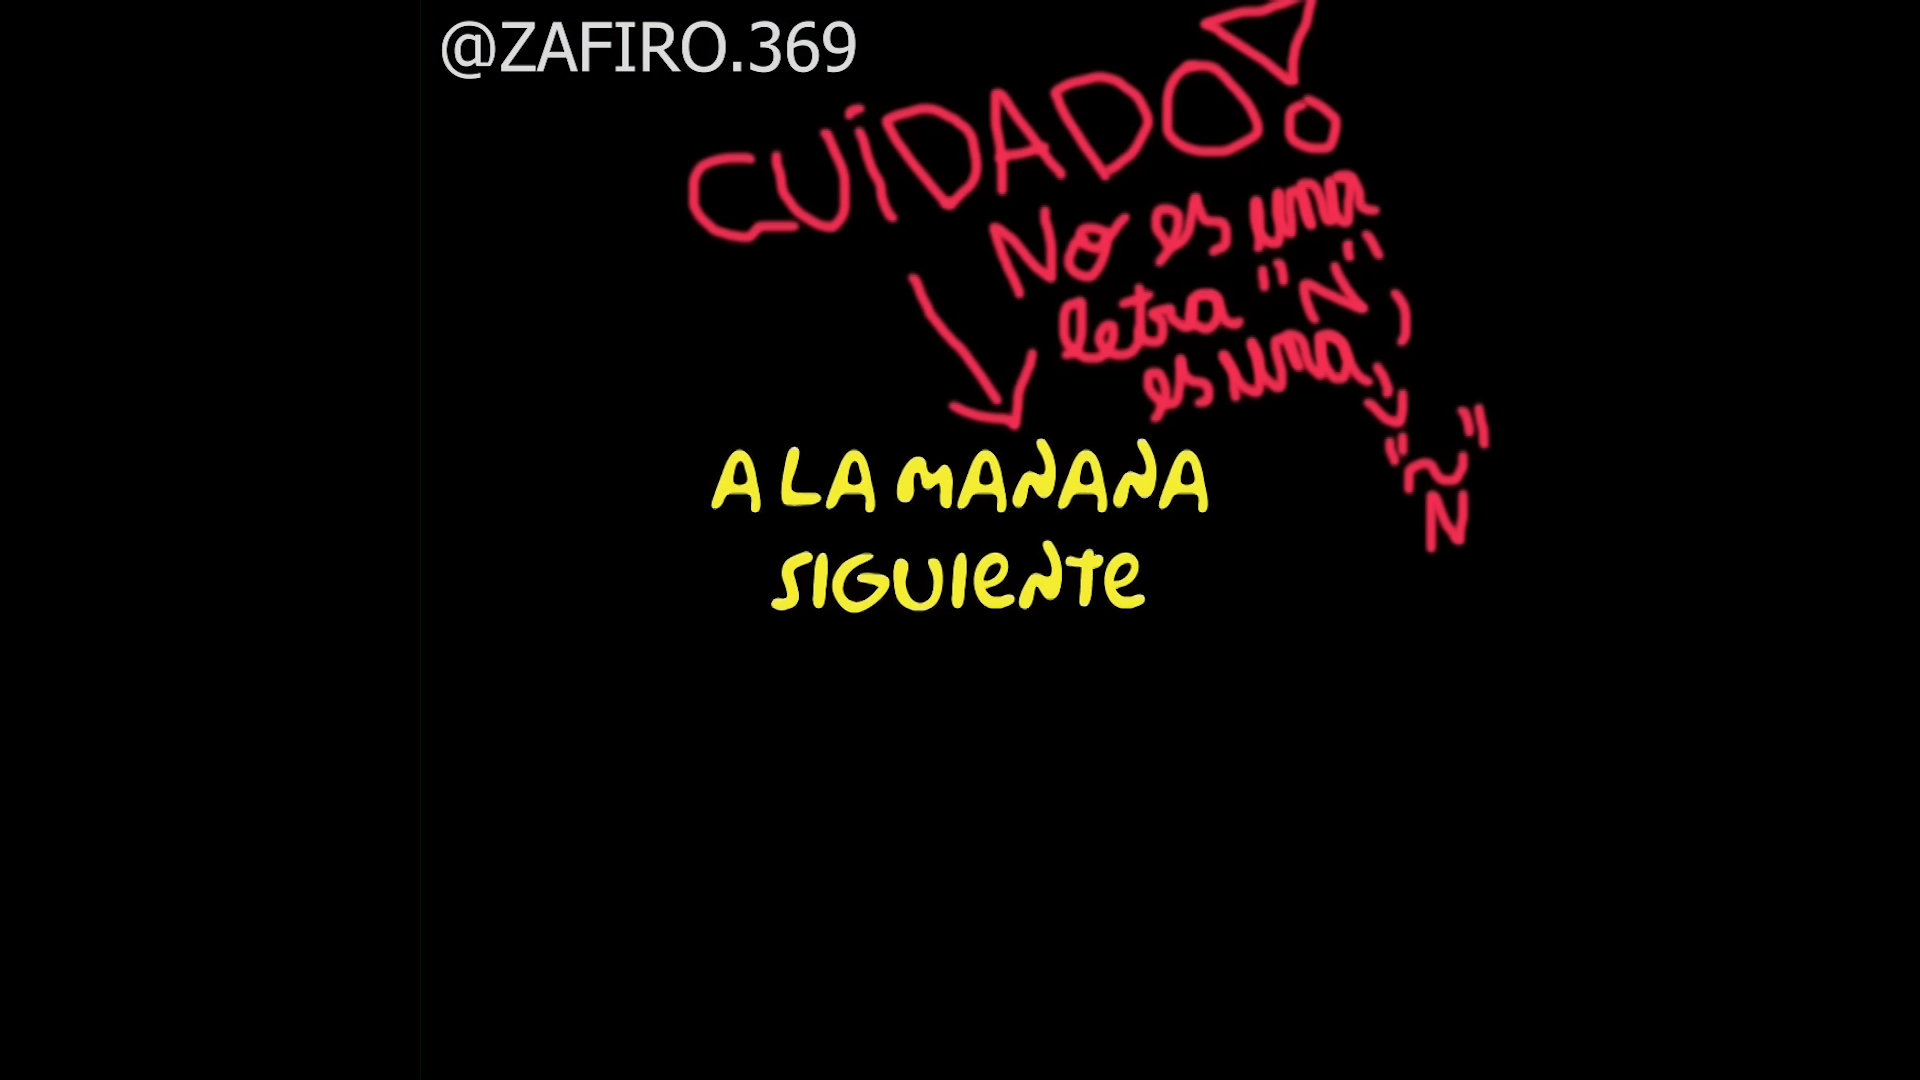 @ZAFIRO.369
CUiDADO!
No es una
letra "N",
es una
"Ñ"
A LA MANANA
SIGUIENTE